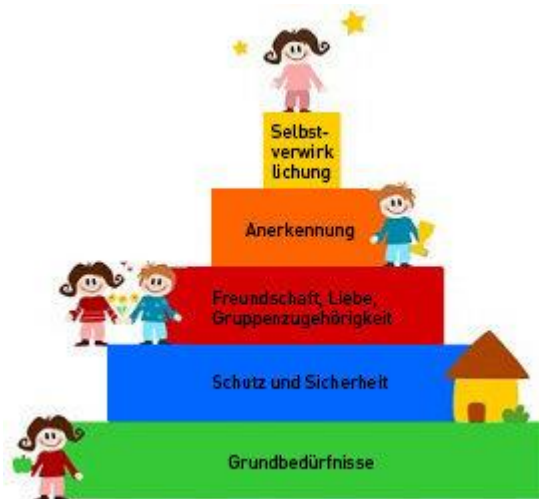 Selbst-
verwirk
lichung
Anerkennung
Freundschaft, Liebe,
Gruppenzugehörigkeit
Schutz und Sicherheit
Grundbedürfnisse